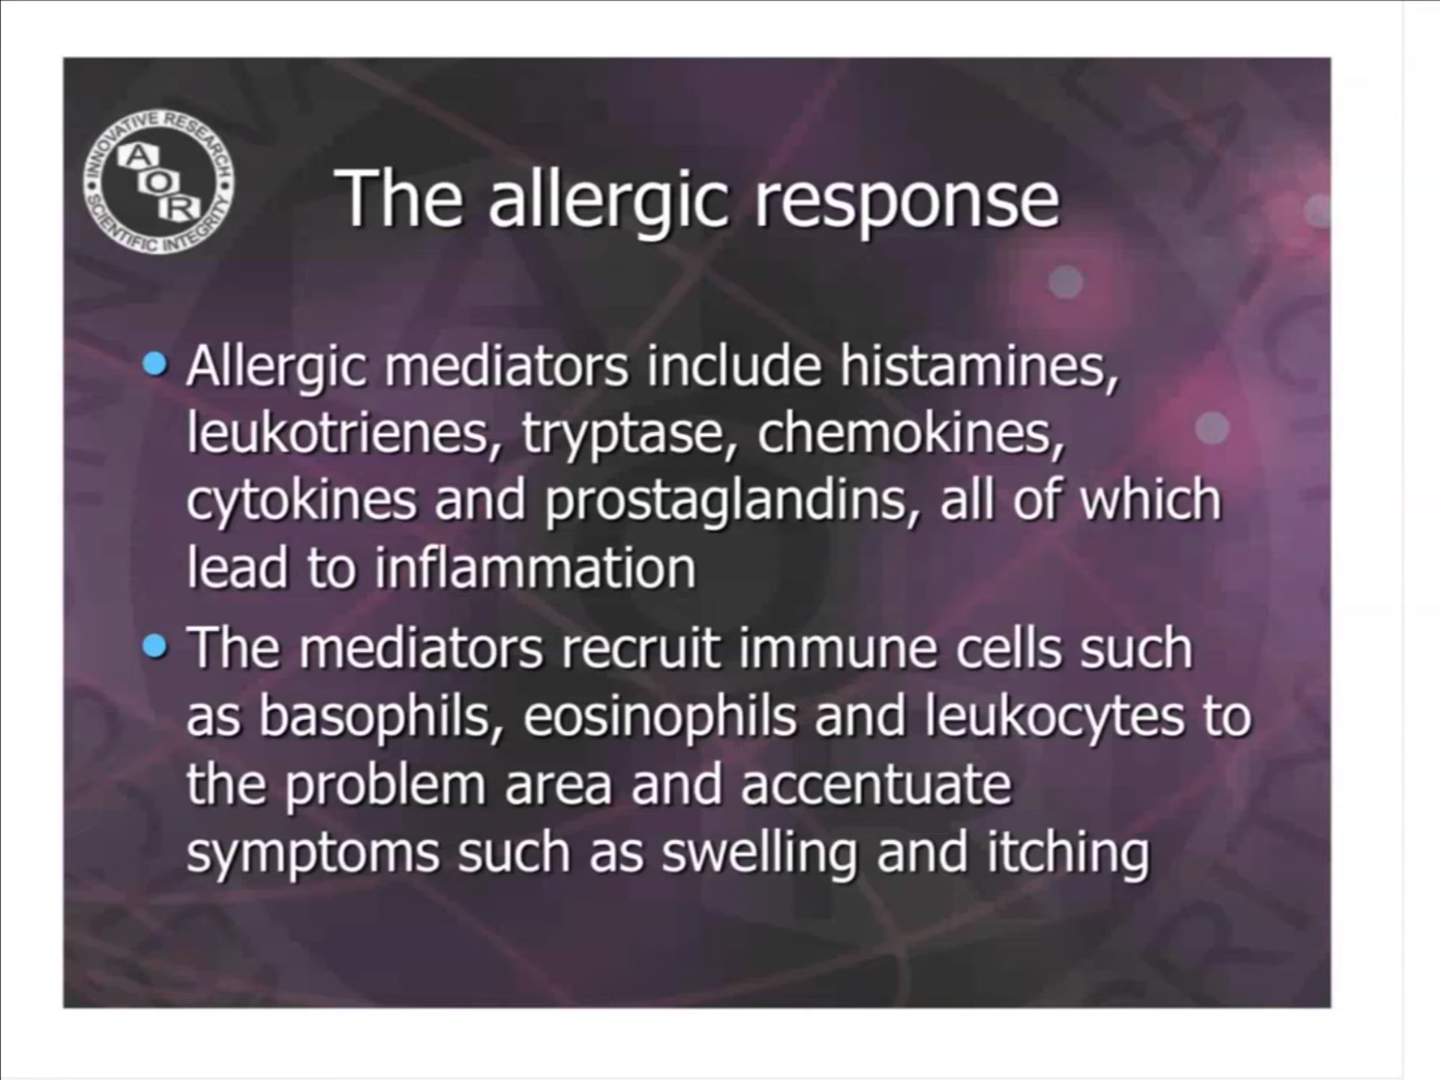 INNOVATIVE RESEARCH
AOR
SCIENTIFIC INTEGRITY
The allergic response
Allergic mediators include histamines,
leukotrienes, tryptase, chemokines,
cytokines and prostaglandins, all of which
lead to inflammation
The mediators recruit immune cells such
as basophils, eosinophils and leukocytes to
the problem area and accentuate
symptoms such as swelling and itching